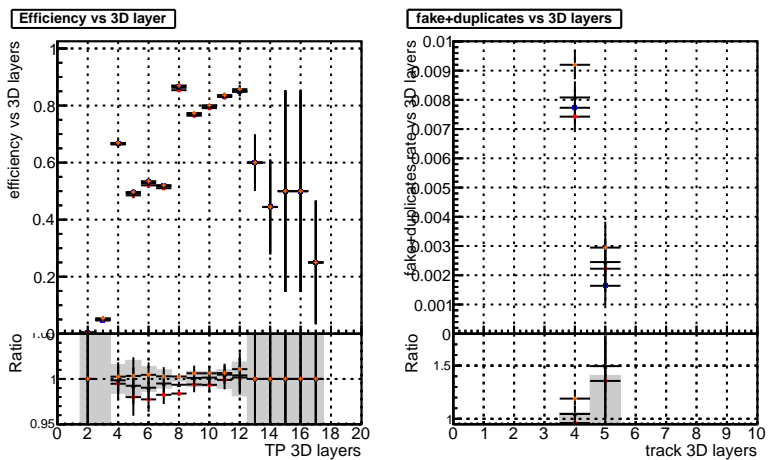 Efficiency vs 3D layer
efficiency vs 3D layers
1
0.8
0.6
0.4
0.2
0
Ratio
1
0.95
0 2 4 6 8 10 12 14 16 18 20
TP 3D layers
fake+duplicates vs 3D layers
fake+duplicates rate vs 3D layers
0.01
0.009
0.008
0.007
0.006
0.005
0.004
0.003
0.002
0.001
0
Ratio
1.5
1
0 1 2 3 4 5 6 7 8 9 10
track 3D layers